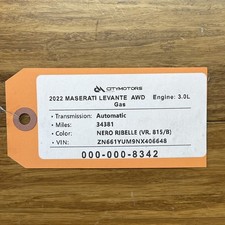 CITYMOTORS
2022 MASERATI LEVANTE AWD Engine: 3.0L
Gas
• Transmission: Automatic
• Miles: 34381
• Color: NERO RIBELLE (VR. 815/B)
• VIN: ZN661YUM9NX406648
000-000-8342